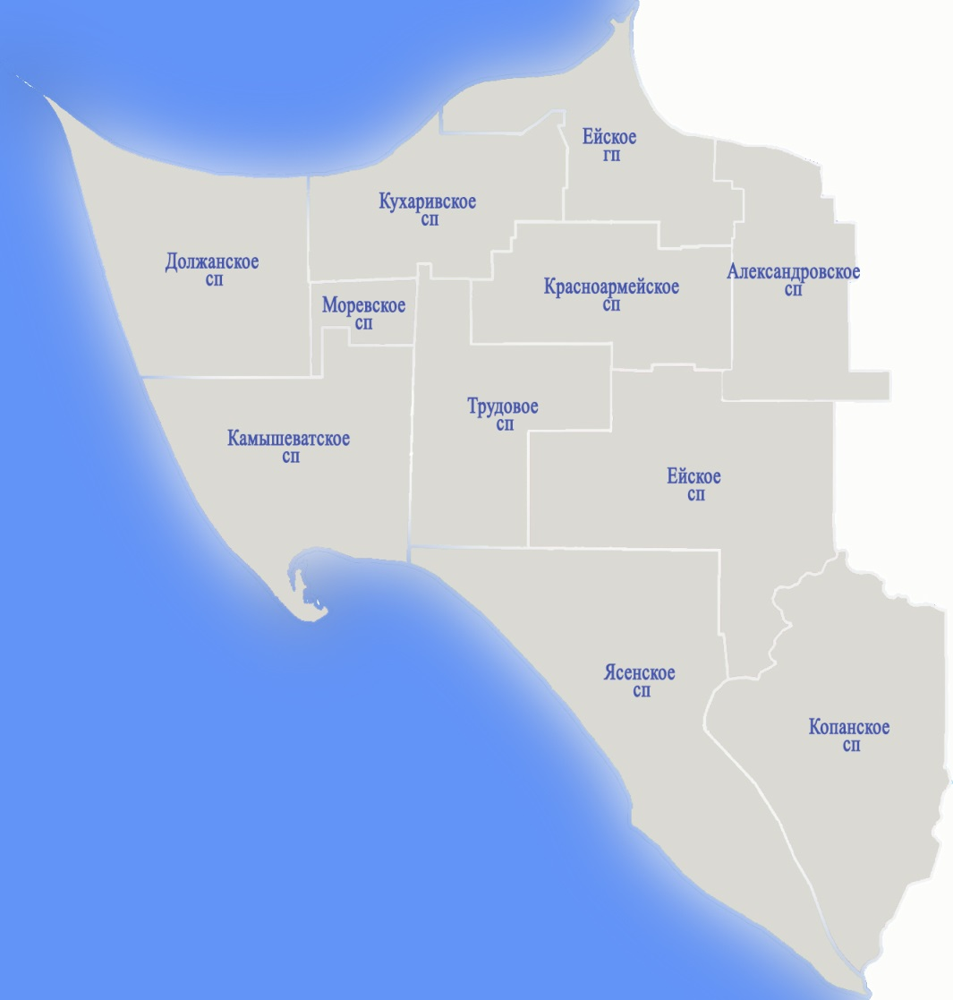 Ейское
гп
Кухаривское
сп
Должанское
сп
Александровское
сп
Красноармейское
сп
Моревское
сп
Трудовое
сп
Камышеватское
сп
Ейское
сп
Ясенское
сп
Копанское
сп